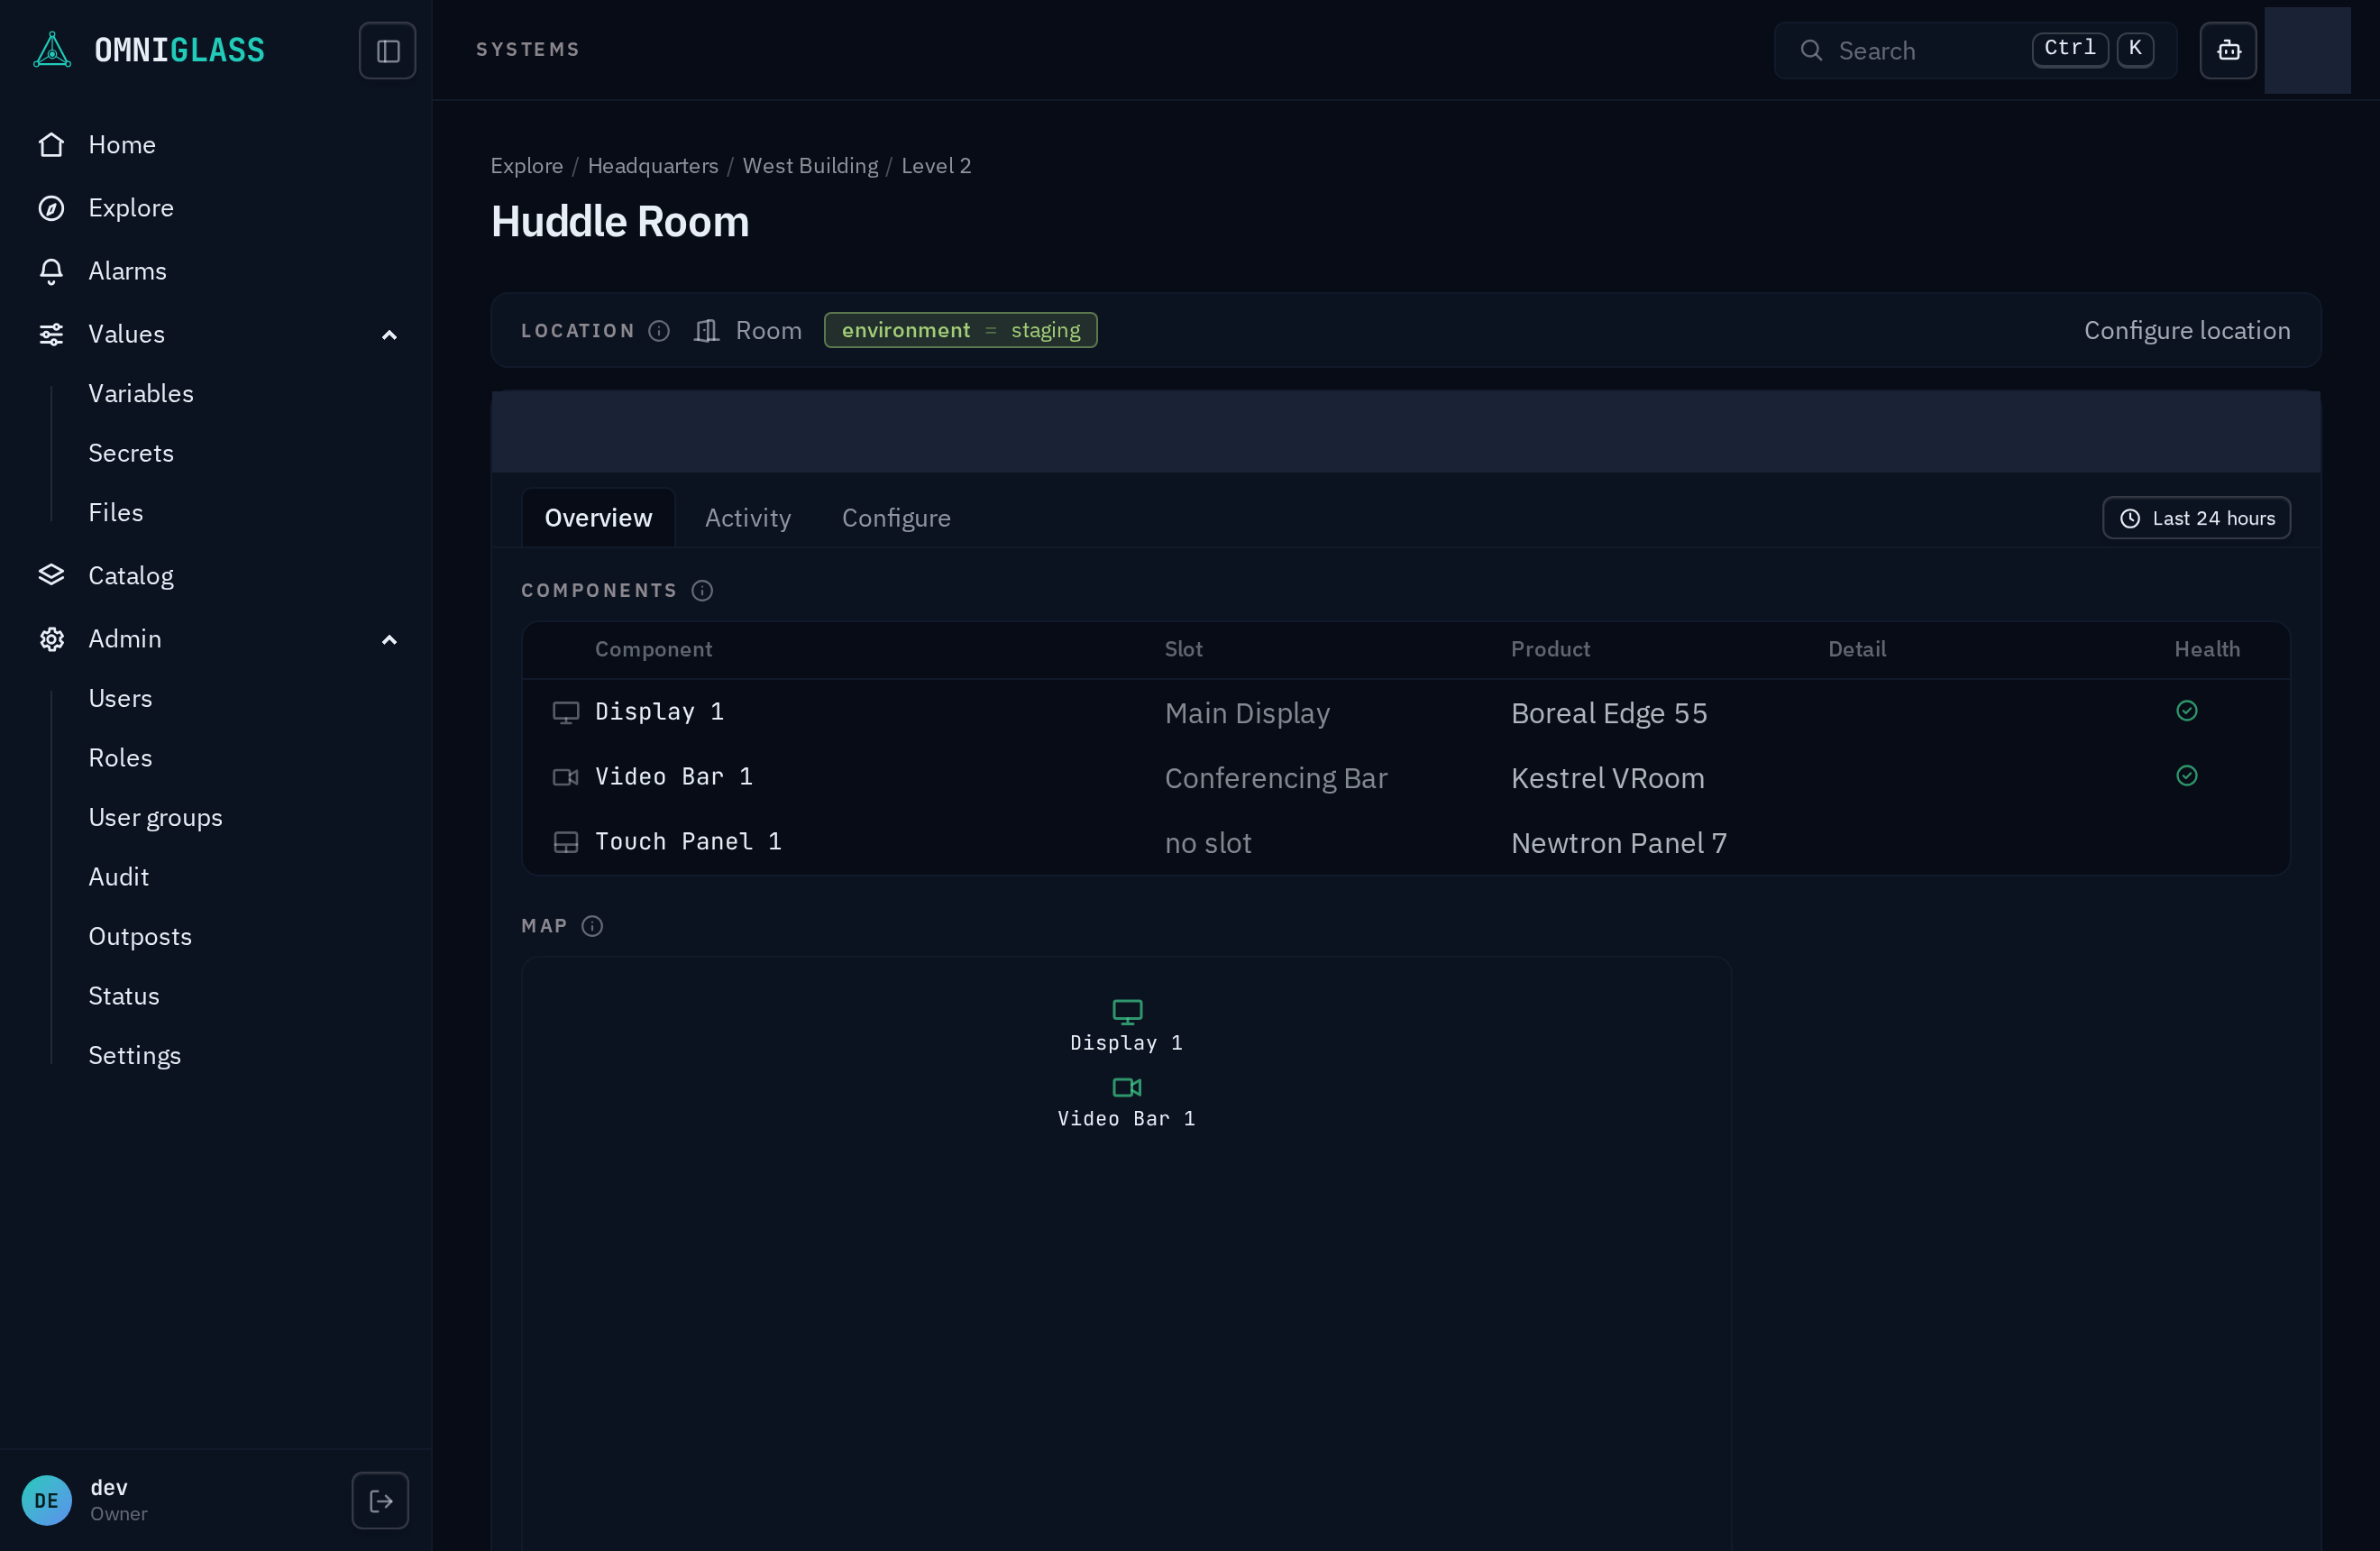 OMNIGLASS
SYSTEMS
Search
Ctrl K
Home
Explore
Alarms
Values
Variables
Secrets
Files
Catalog
Admin
Users
Roles
User groups
Audit
Outposts
Status
Settings
DE
dev
Owner
Explore / Headquarters / West Building / Level 2
Huddle Room
LOCATION Room environment = staging Configure location
Overview Activity Configure Last 24 hours
COMPONENTS
Component Slot Product Detail Health
Display 1 Main Display Boreal Edge 55
Video Bar 1 Conferencing Bar Kestrel VRoom
Touch Panel 1 no slot Newtron Panel 7
MAP
Display 1
Video Bar 1